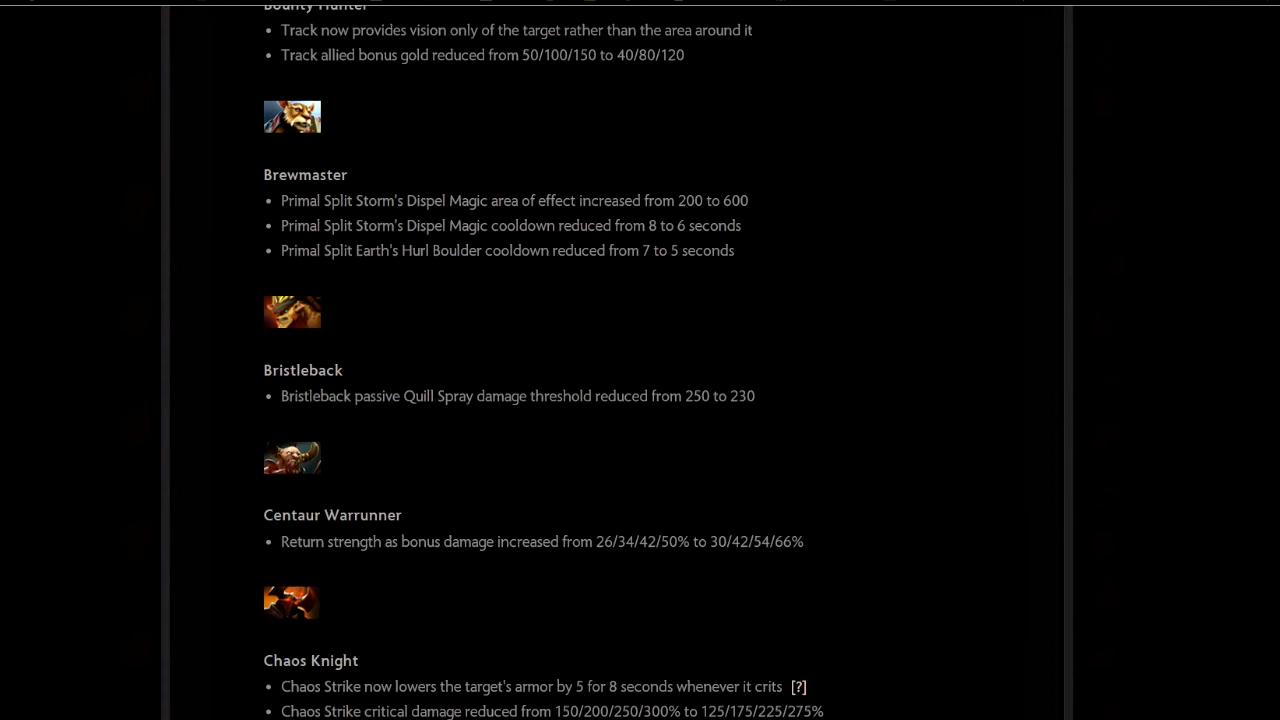 Bounty Hunter
• Track now provides vision only of the target rather than the area around it
• Track allied bonus gold reduced from 50/100/150 to 40/80/120
Brewmaster
• Primal Split Storm's Dispel Magic area of effect increased from 200 to 600
• Primal Split Storm's Dispel Magic cooldown reduced from 8 to 6 seconds
• Primal Split Earth's Hurl Boulder cooldown reduced from 7 to 5 seconds
Bristleback
• Bristleback passive Quill Spray damage threshold reduced from 250 to 230
Centaur Warrunner
• Return strength as bonus damage increased from 26/34/42/50% to 30/42/54/66%
Chaos Knight
• Chaos Strike now lowers the target's armor by 5 for 8 seconds whenever it crits [?]
• Chaos Strike critical damage reduced from 150/200/250/300% to 125/175/225/275%